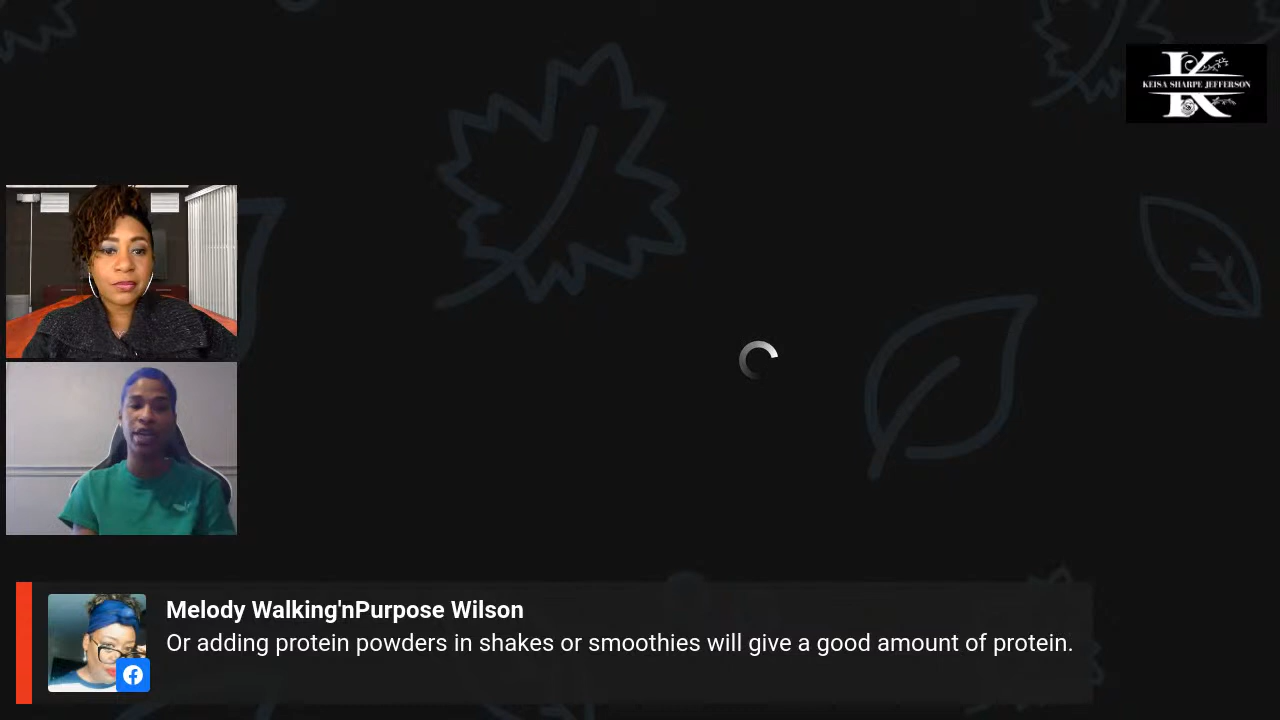 KEISA SHARPE JEFFERSON
Melody Walking'nPurpose Wilson
Or adding protein powders in shakes or smoothies will give a good amount of protein.